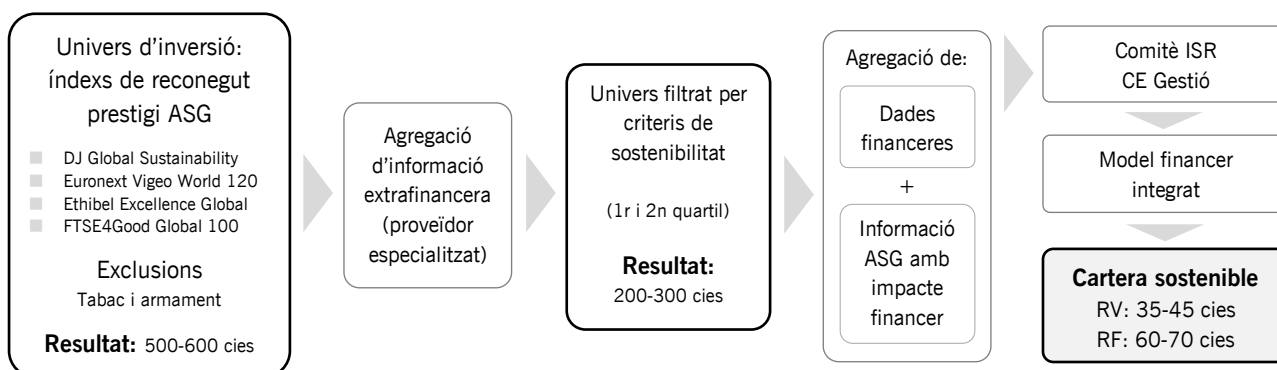 Univers d’inversió:
índexs de reconegut
prestigi ASG
DJ Global Sustainability
Euronext Vigeo World 120
Ethibel Excellence Global
FTSE4Good Global 100
Exclusions
Tabac i armament
Resultat: 500-600 cies
Agregació
d’informació
extrafinancera
(proveïdor
especialitzat)
Univers filtrat per
criteris de
sostenibilitat
(1r i 2n quartil)
Resultat:
200-300 cies
Agregació de:
Dades
financeres
+
Informació
ASG amb
impacte
financer
Comitè ISR
CE Gestió
Model financer
integrat
Cartera sostenible
RV: 35-45 cies
RF: 60-70 cies